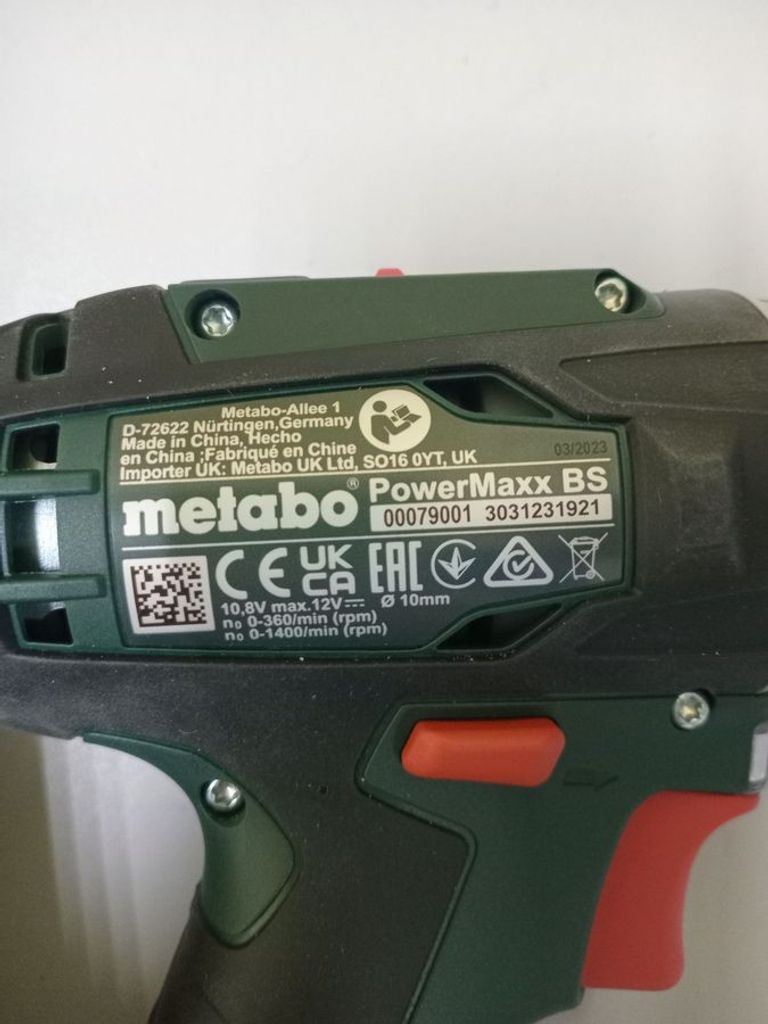 Metabo-Allee 1
D-72622 Nürtingen,Germany
Made in China, Hecho
en China ;Fabriqué en Chine
Importer UK: Metabo UK Ltd, SO16 0YT, UK
03/2023
metabo®
PowerMaxx BS
00079001 3031231921
CE UK CA EAC
10,8V max.12V⎓ Ø 10mm
n₀ 0-360/min (rpm)
n₀ 0-1400/min (rpm)